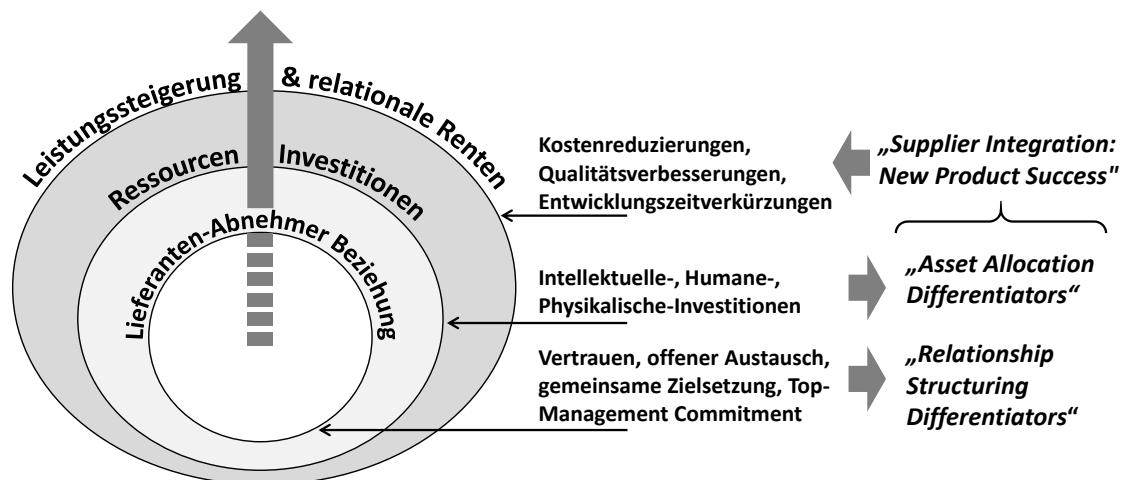 Leistungssteigerung & relationale Renten
Ressourcen Investitionen
Lieferanten-Abnehmer Beziehung
Kostenreduzierungen,
Qualitätsverbesserungen,
Entwicklungszeitverkürzungen
„Supplier Integration:
New Product Success"
Intellektuelle-, Humane-,
Physikalische-Investitionen
„Asset Allocation
Differentiators“
Vertrauen, offener Austausch,
gemeinsame Zielsetzung, Top-
Management Commitment
„Relationship
Structuring
Differentiators“